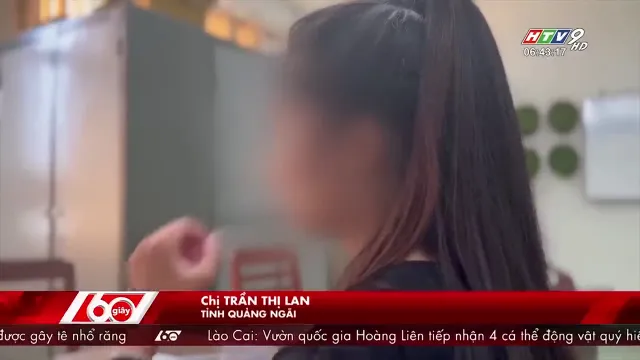 HTV9 HD
06:43:17
Chị TRẦN THỊ LAN
60 giây
TỈNH QUẢNG NGÃI
được gây tê nhổ răng 60 Lào Cai: Vườn quốc gia Hoàng Liên tiếp nhận 4 cá thể động vật quý hiế